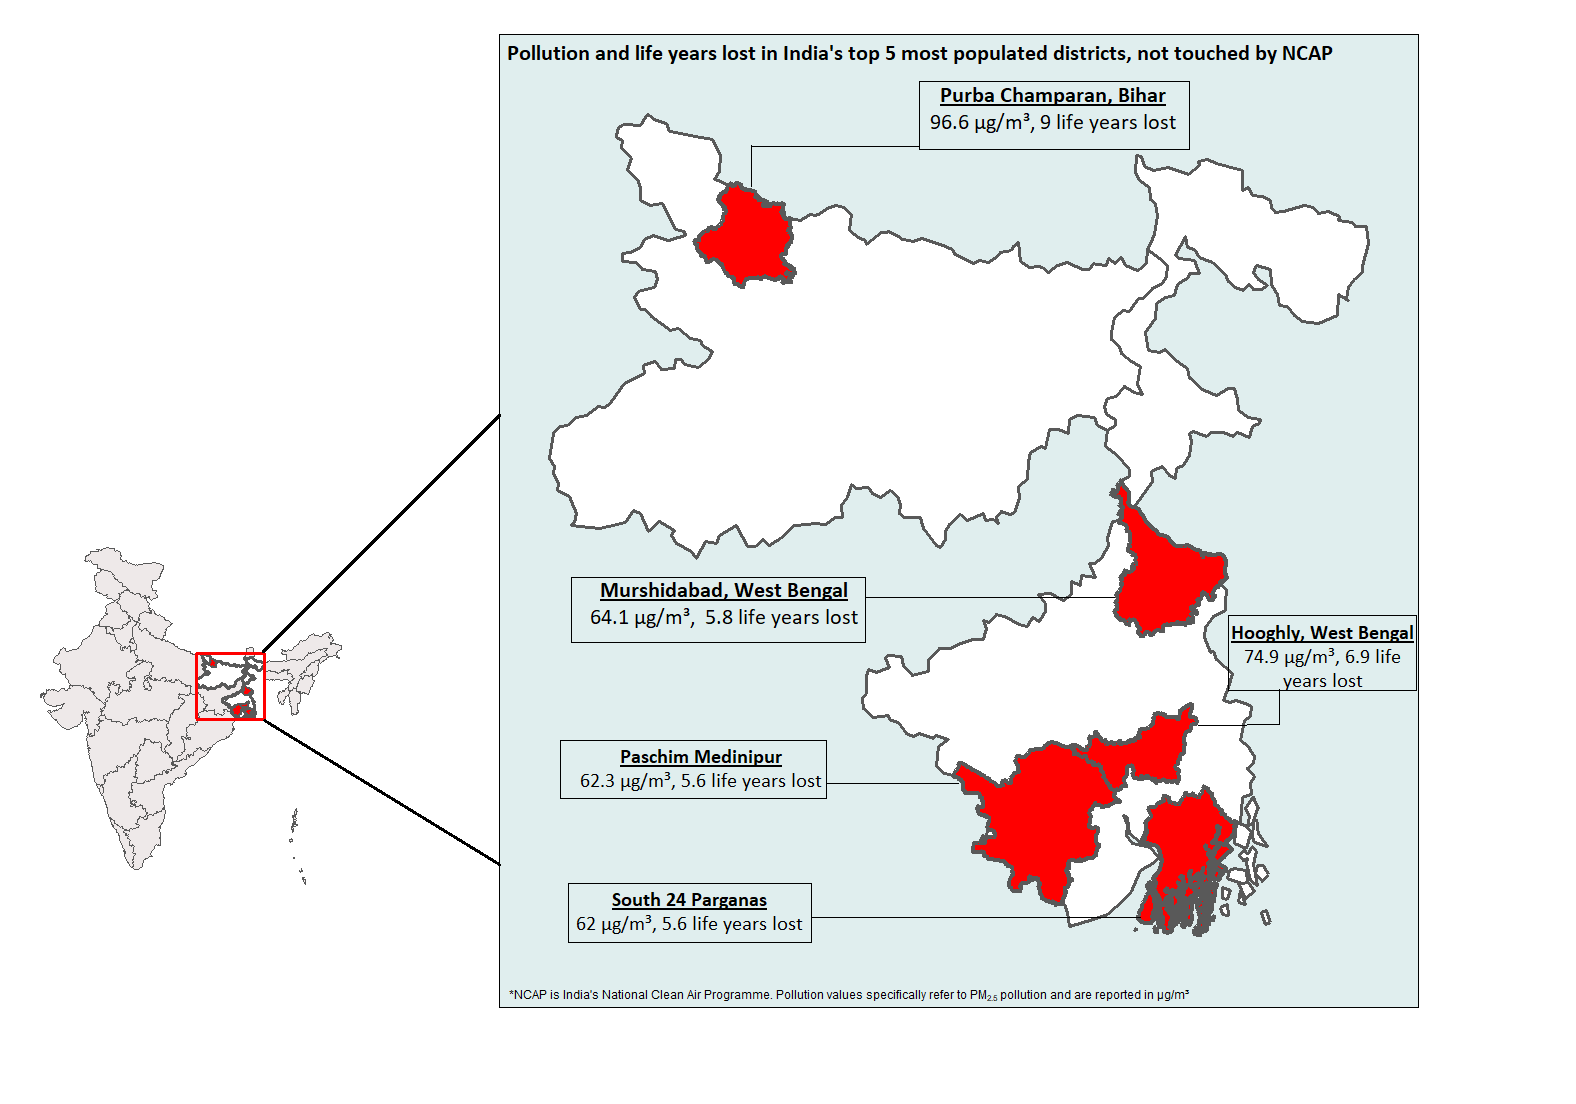 Pollution and life years lost in India's top 5 most populated districts, not touched by NCAP
Purba Champaran, Bihar
96.6 µg/m³, 9 life years lost
Murshidabad, West Bengal
64.1 µg/m³, 5.8 life years lost
Hooghly, West Bengal
74.9 µg/m³, 6.9 life
years lost
Paschim Medinipur
62.3 µg/m³, 5.6 life years lost
South 24 Parganas
62 µg/m³, 5.6 life years lost
*NCAP is India's National Clean Air Programme. Pollution values specifically refer to PM₂.₅ pollution and are reported in µg/m³